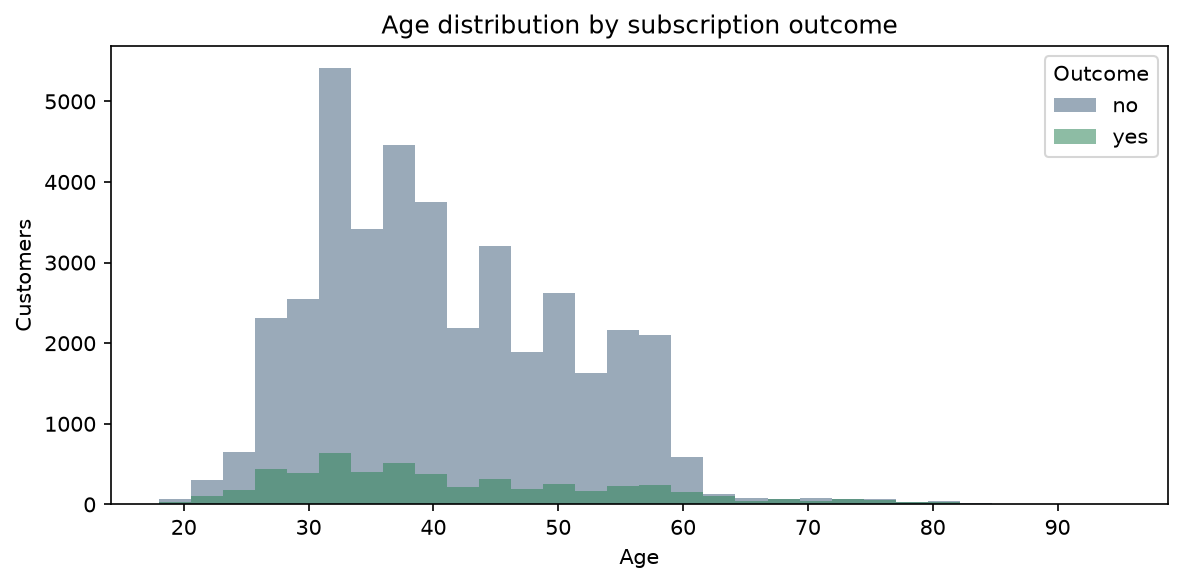 Age distribution by subscription outcome
Outcome
no
yes
Customers
5000
4000
3000
2000
1000
0
20 30 40 50 60 70 80 90
Age